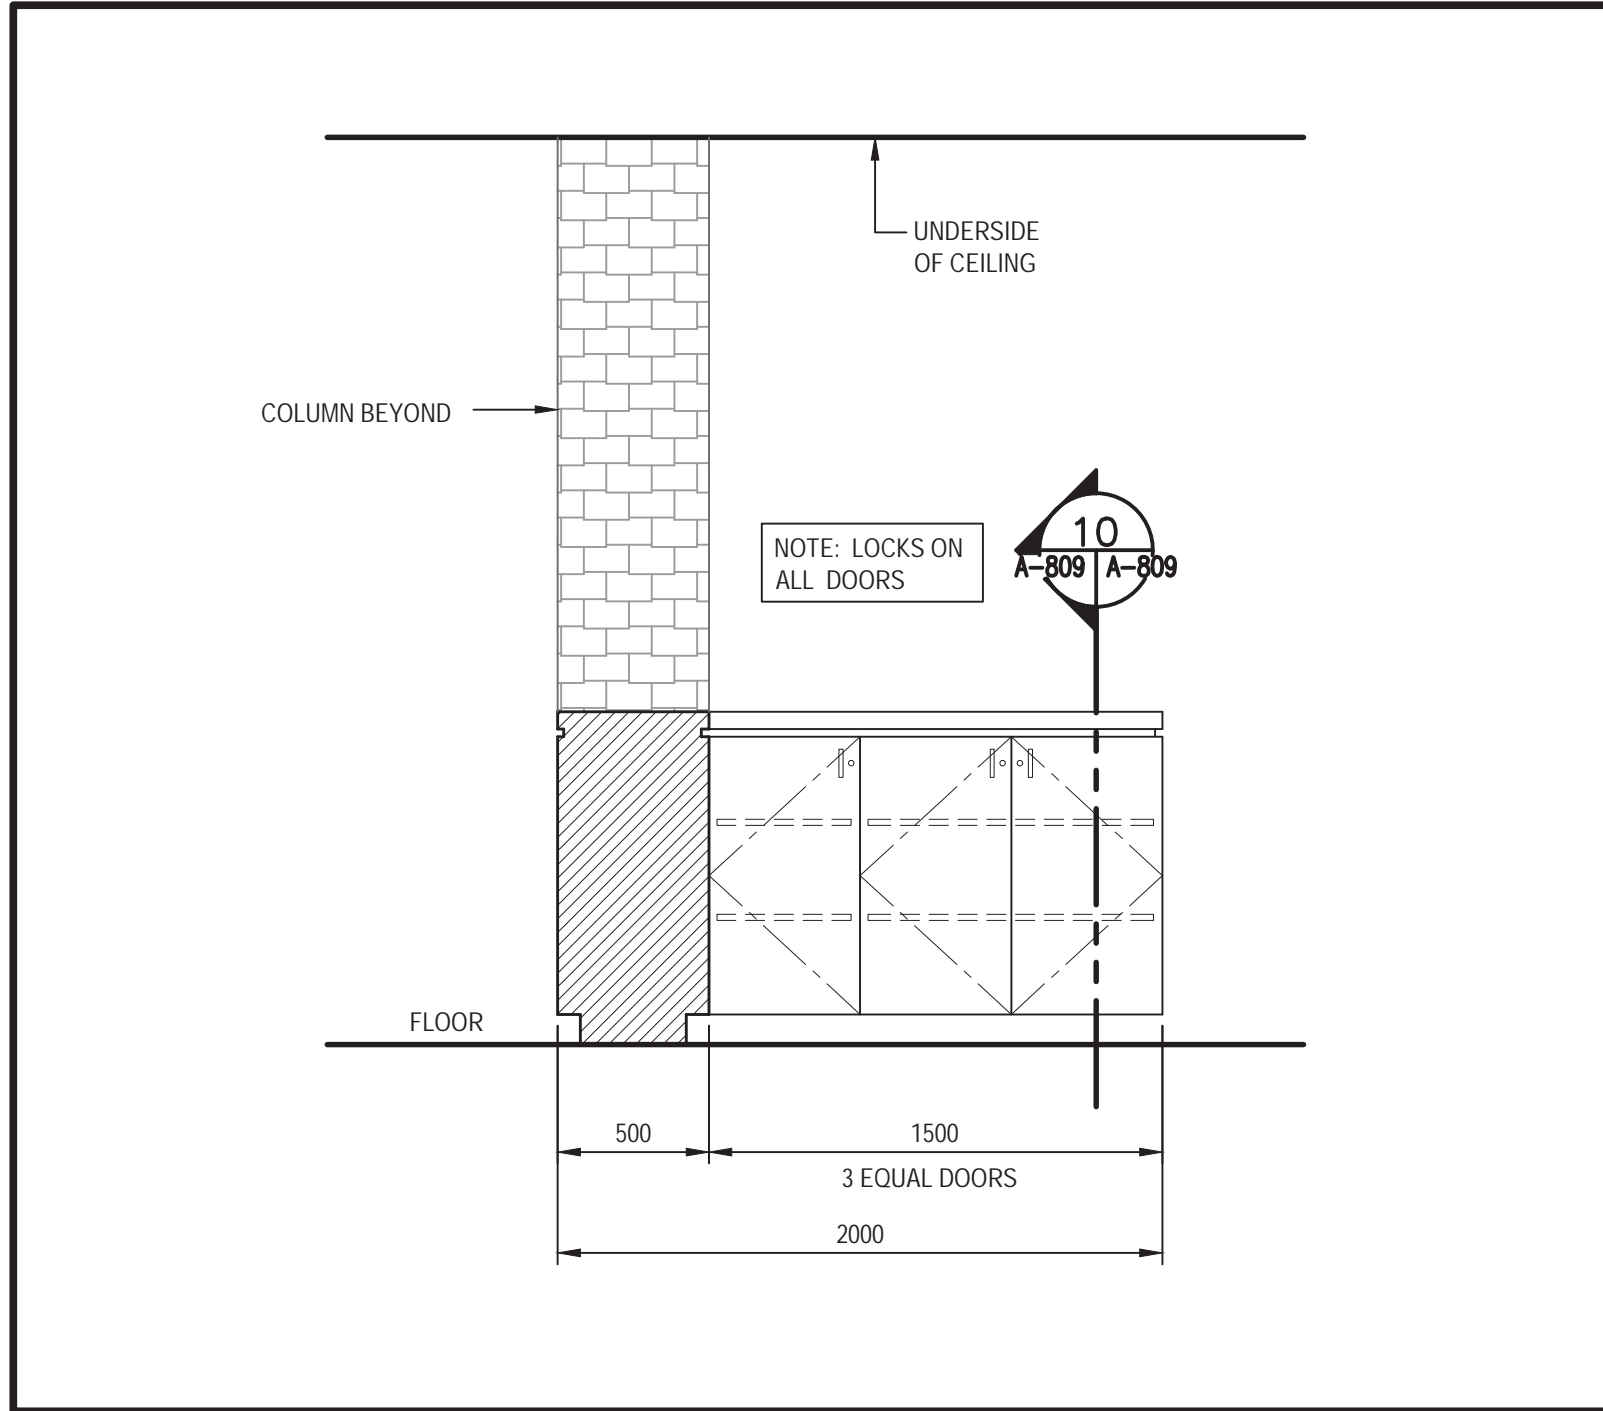 UNDERSIDE
OF CEILING
COLUMN BEYOND
NOTE: LOCKS ON
ALL DOORS
10
A-809 A-809
FLOOR
500 1500
3 EQUAL DOORS
2000